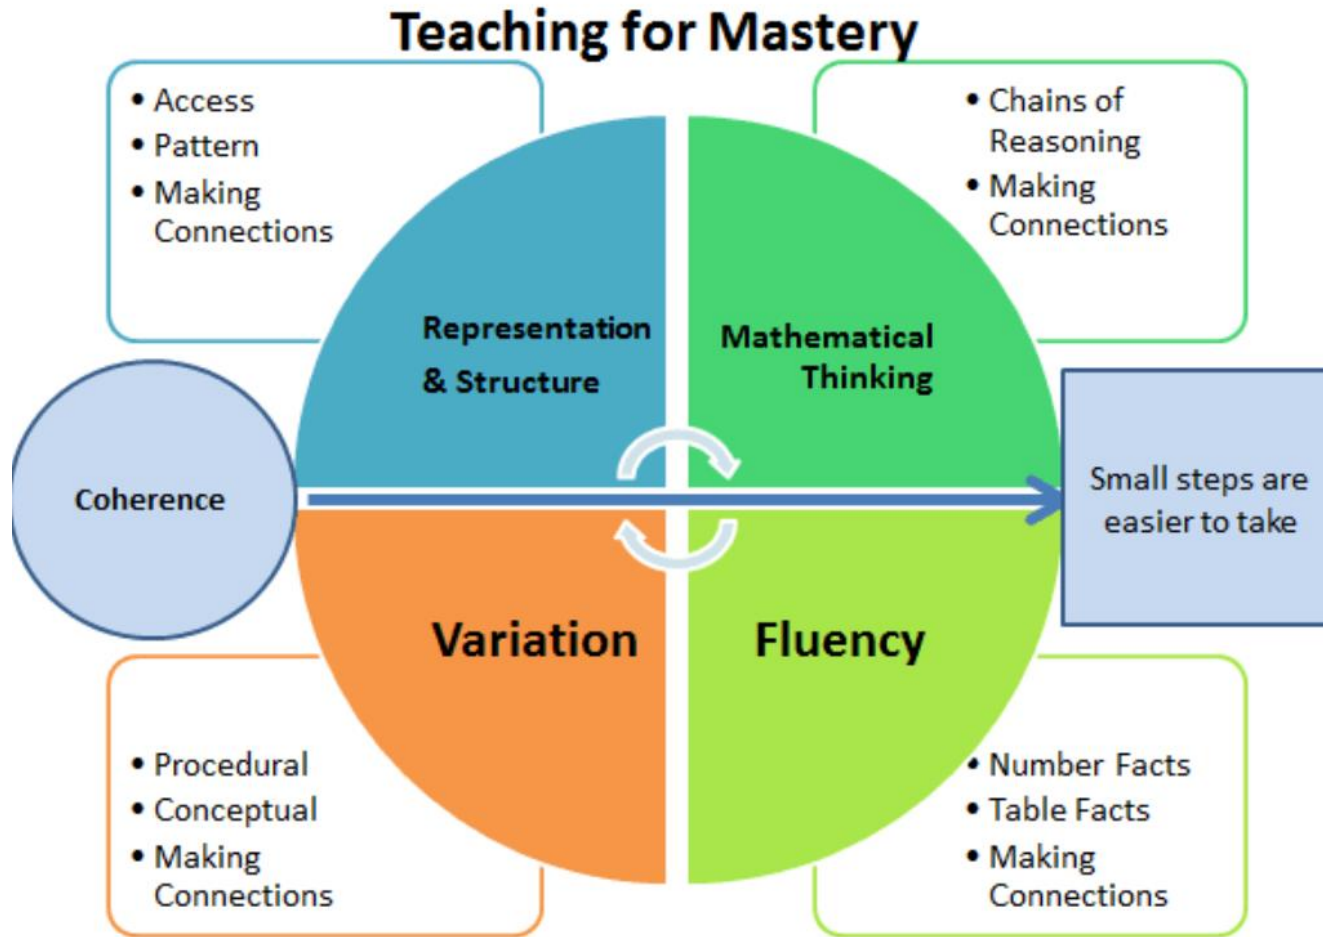 Teaching for Mastery
• Access
• Pattern
• Making
Connections
• Chains of
Reasoning
• Making
Connections
Representation
& Structure
Mathematical
Thinking
Coherence
Small steps are
easier to take
Variation
Fluency
• Procedural
• Conceptual
• Making
Connections
• Number Facts
• Table Facts
• Making
Connections